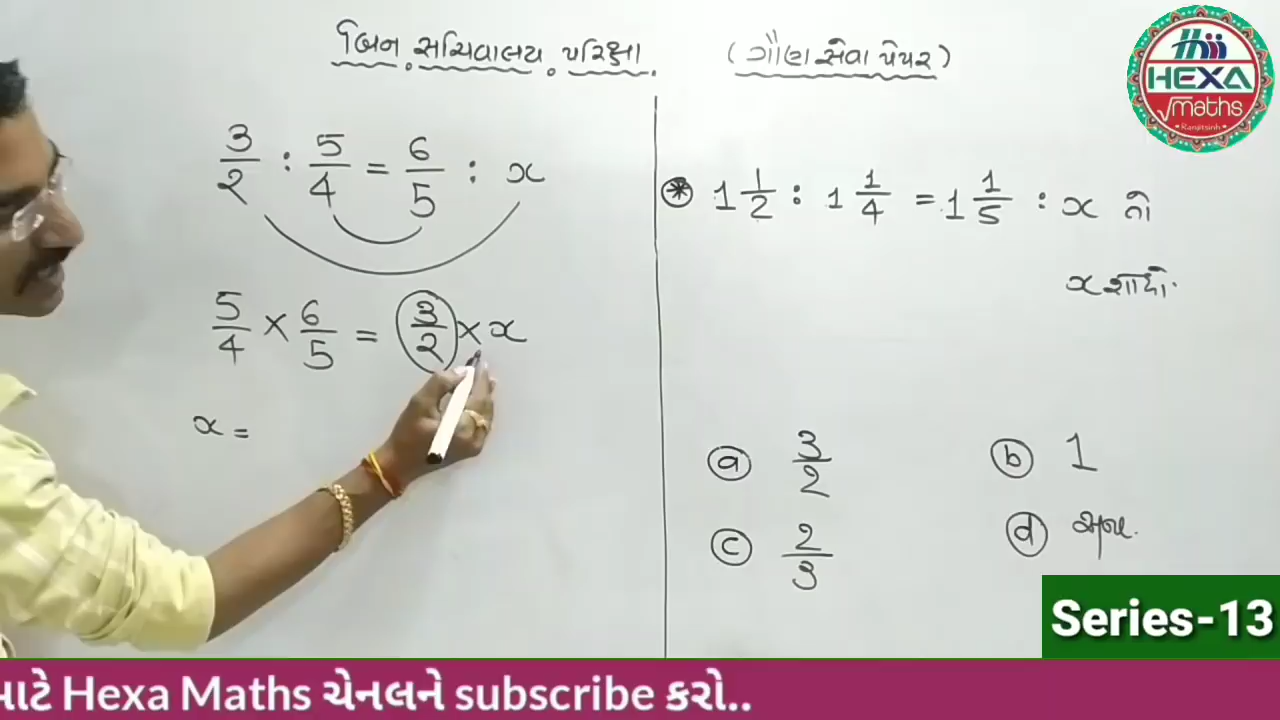 બિન સચિવાલય પરિક્ષા (ગૌણ સેવા પેપર)
HEXA
√maths
Ranjitsinh
3/2 : 5/4 = 6/5 : x
5/4 × 6/5 = 3/2 × x
x =
* 1 1/2 : 1 1/4 = 1 1/5 : x તો
x શોધો.
a 3/2 b 1
c 2/3 d અન્ય.
Series-13
માટે Hexa Maths ચેનલને subscribe કરો..